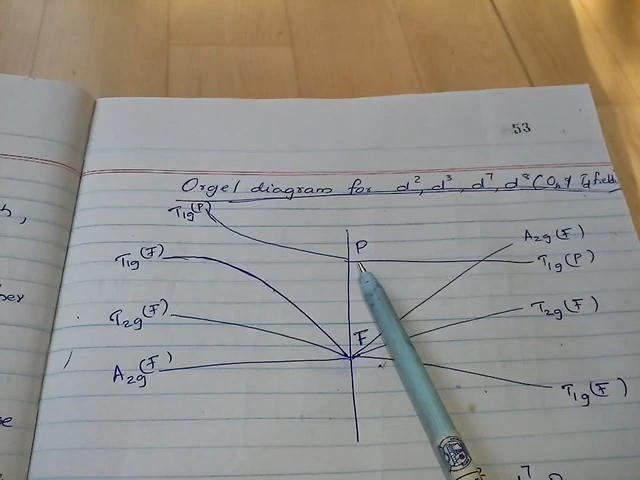 53
Orgel diagram for d², d³, d⁷, d⁸ (Oh & Td field
T1g(P)
P
A2g(F)
T1g(F)
T1g(P)
T2g(F)
T2g(F)
F
A2g(F)
T1g(F)
d⁷